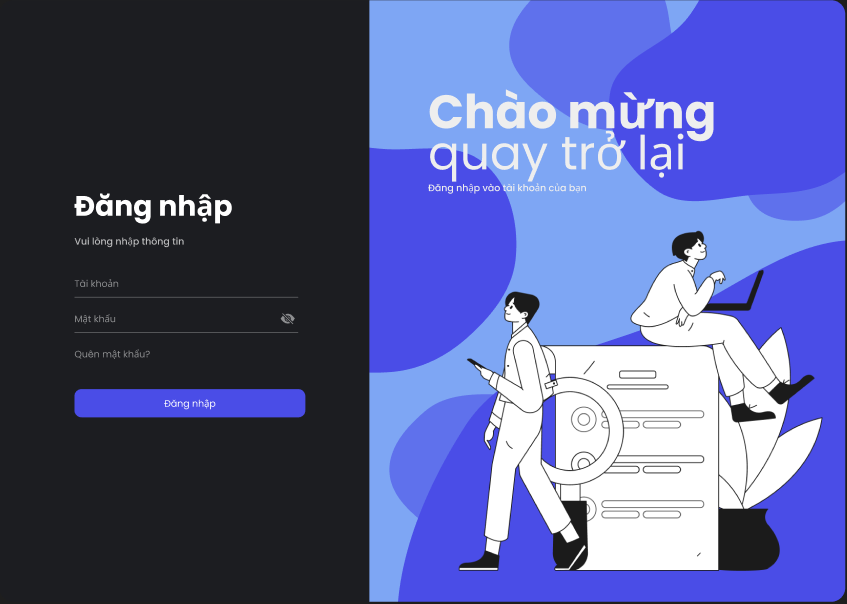 Đăng nhập
Vui lòng nhập thông tin
Tài khoản
Mật khẩu
Quên mật khẩu?
Đăng nhập
Chào mừng
quay trở lại
Đăng nhập vào tài khoản của bạn